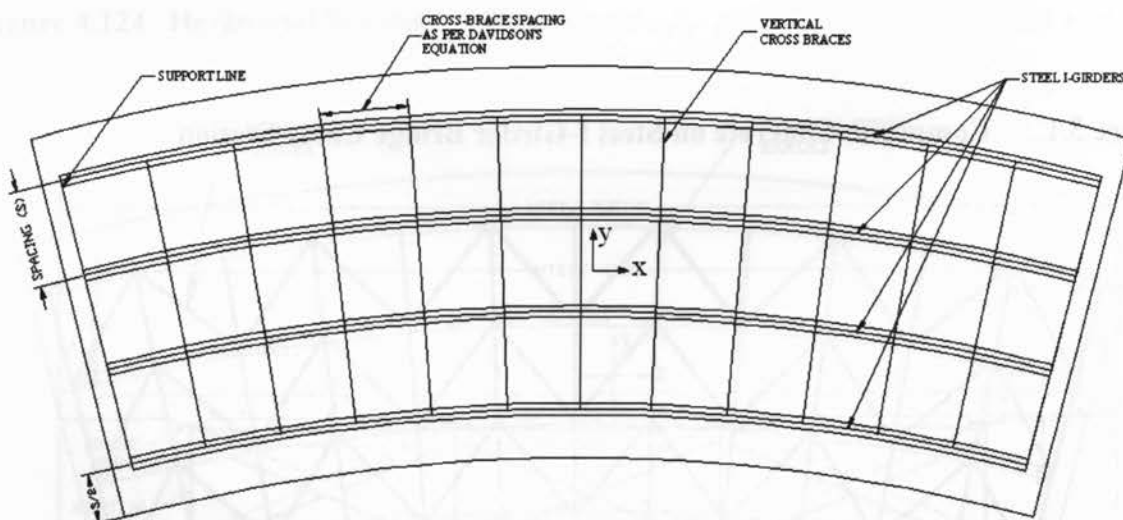 CROSS-BRACE SPACING
AS PER DAVIDSON'S
EQUATION
VERTICAL
CROSS BRACES
SUPPORT LINE
STEEL I-GIRDERS
SPACING (S)
y
x
S/2